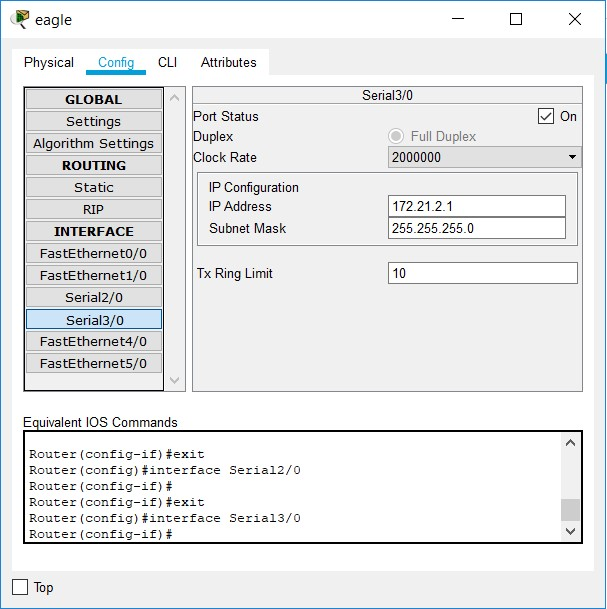 eagle
Physical Config CLI Attributes
GLOBAL
Settings
Algorithm Settings
ROUTING
Static
RIP
INTERFACE
FastEthernet0/0
FastEthernet1/0
Serial2/0
Serial3/0
FastEthernet4/0
FastEthernet5/0
Serial3/0
Port Status On
Duplex Full Duplex
Clock Rate 2000000
IP Configuration
IP Address 172.21.2.1
Subnet Mask 255.255.255.0
Tx Ring Limit 10
Equivalent IOS Commands
Router(config-if)#exit
Router(config)#interface Serial2/0
Router(config-if)#
Router(config-if)#exit
Router(config)#interface Serial3/0
Router(config-if)#
Top